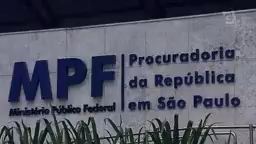 MPF
Ministério Público Federal
Procuradoria
da República
em São Paulo